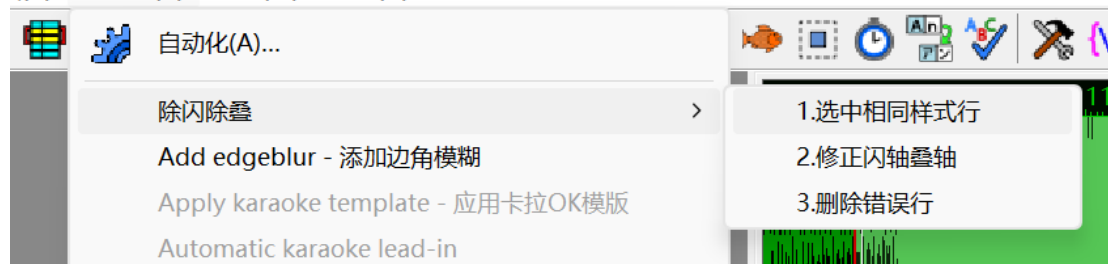 自动化(A)...
除闪除叠
1.选中相同样式行
Add edgeblur - 添加边角模糊
2.修正闪轴叠轴
Apply karaoke template - 应用卡拉OK模版
3.删除错误行
Automatic karaoke lead-in